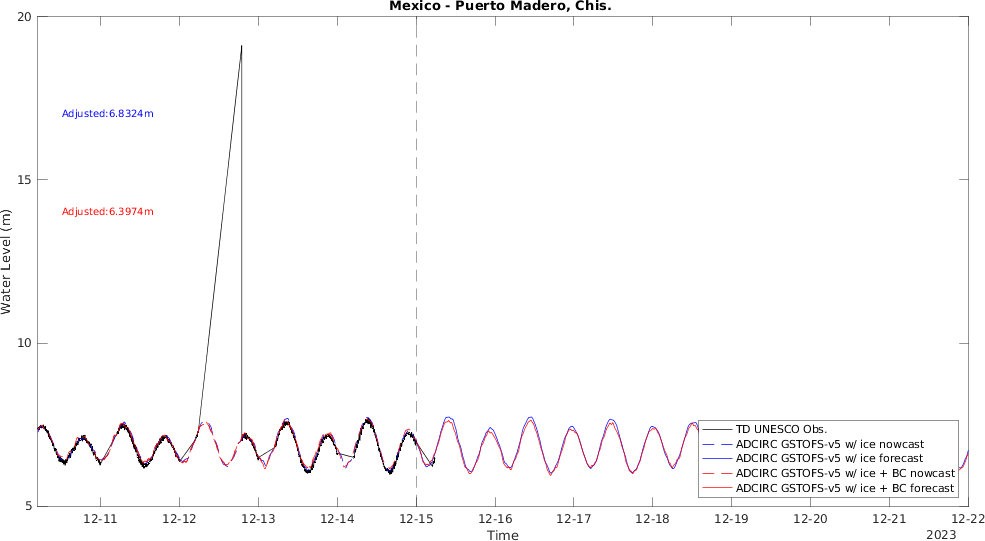 Mexico - Puerto Madero, Chis.
20
15
10
5
Water Level (m)
Adjusted:6.8324m
Adjusted:6.3974m
TD UNESCO Obs.
ADCIRC GSTOFS-v5 w/ ice nowcast
ADCIRC GSTOFS-v5 w/ ice forecast
ADCIRC GSTOFS-v5 w/ ice + BC nowcast
ADCIRC GSTOFS-v5 w/ ice + BC forecast
12-11 12-12 12-13 12-14 12-15 12-16 12-17 12-18 12-19 12-20 12-21 12-22
Time
2023